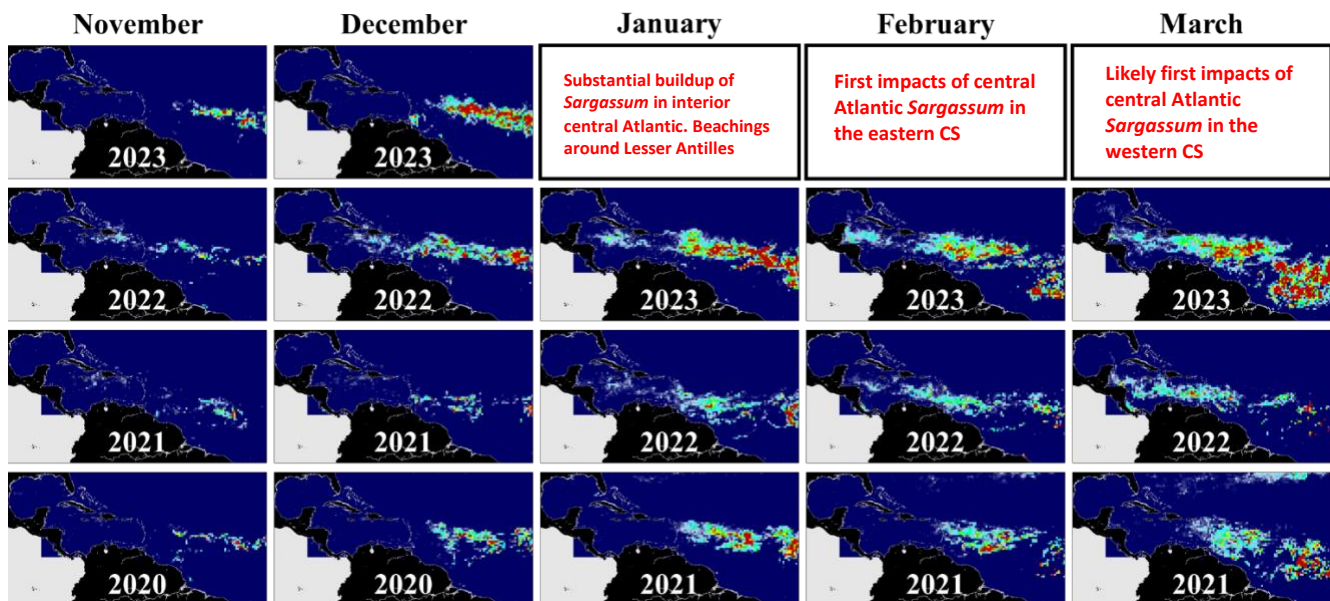 November December January February March
Substantial buildup of
Sargassum in interior
central Atlantic. Beachings
around Lesser Antilles
First impacts of central
Atlantic Sargassum in
the eastern CS
Likely first impacts of
central Atlantic
Sargassum in the
western CS
2023 2023
2022 2022 2023 2023 2023
2021 2021 2022 2022 2022
2020 2020 2021 2021 2021